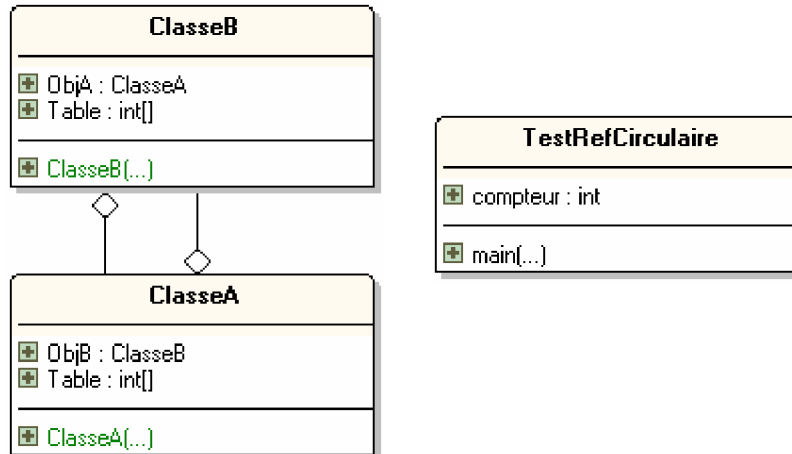 ClasseB
ObjA : ClasseA
Table : int[]
ClasseB(...)
TestRefCirculaire
compteur : int
main(...)
ClasseA
ObjB : ClasseB
Table : int[]
ClasseA(...)